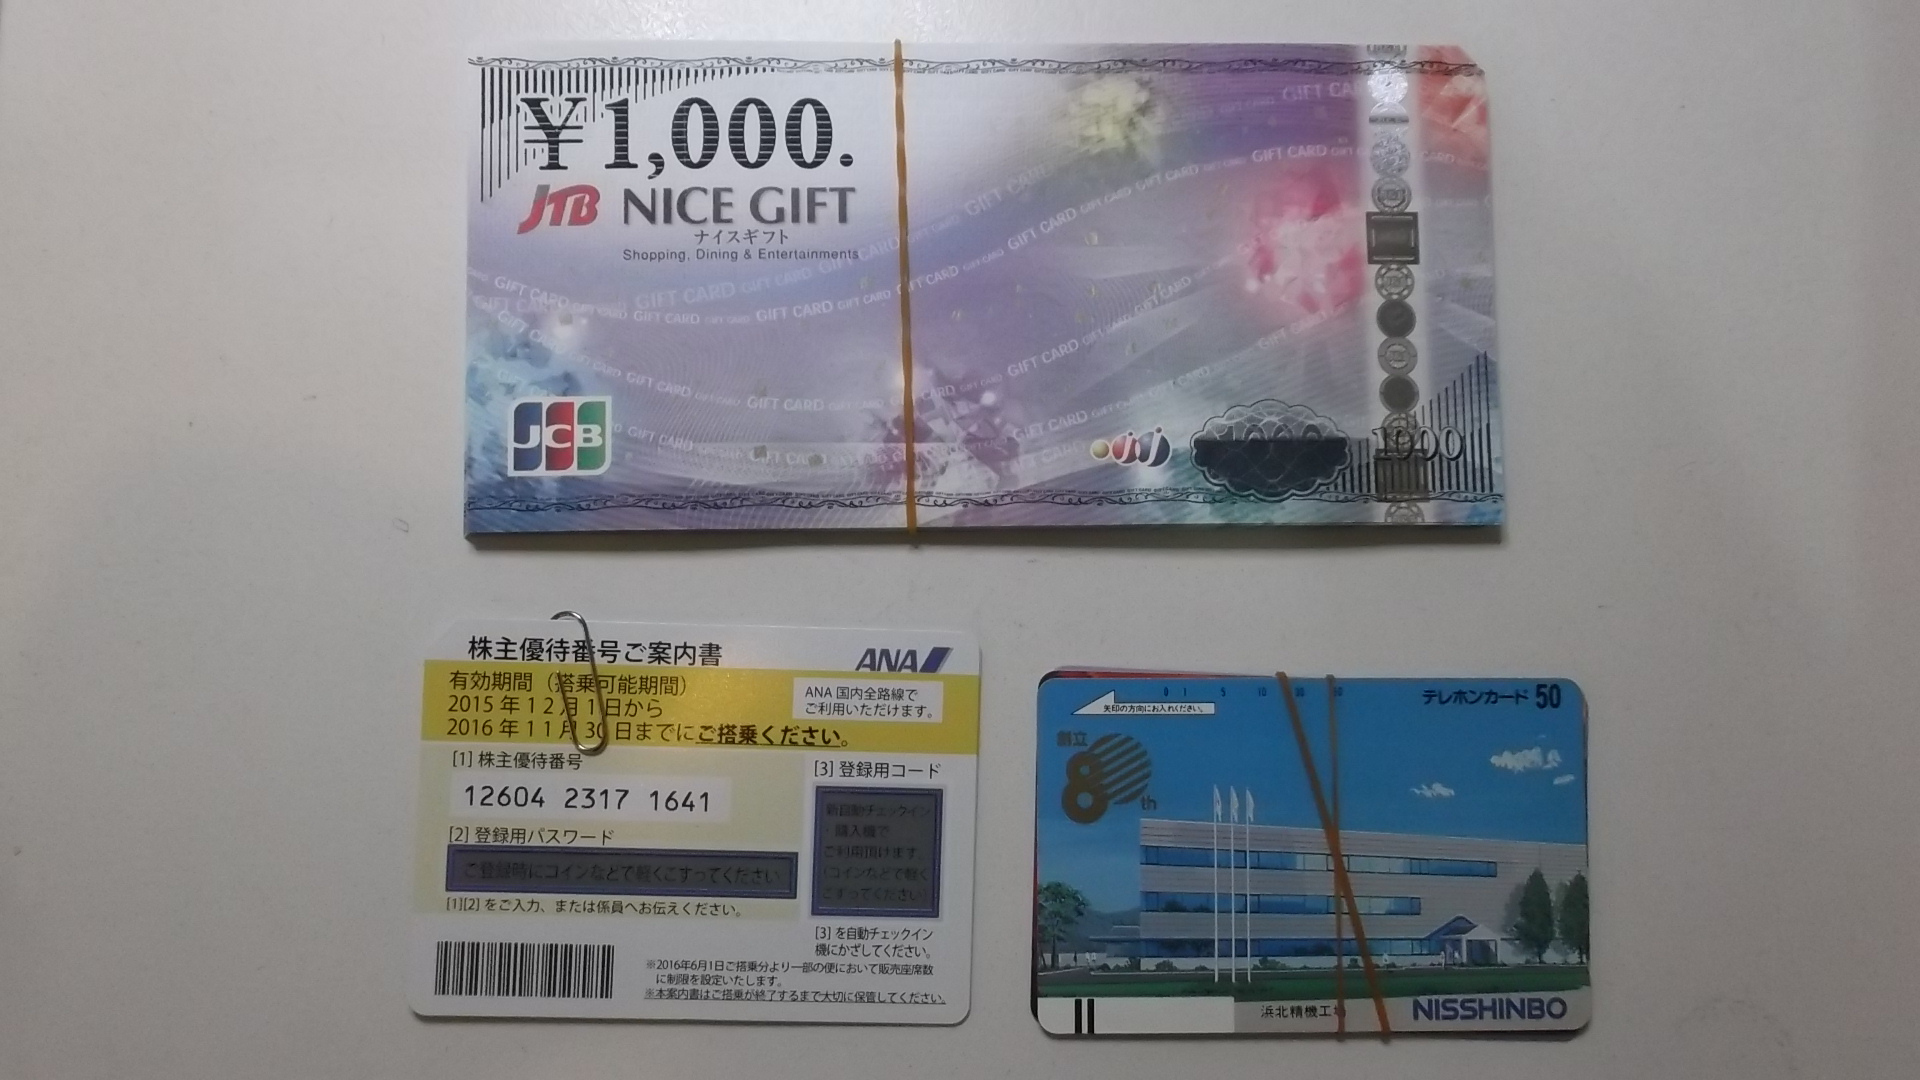 ¥1,000.
JTB NICE GIFT
ナイスギフト
Shopping, Dining & Entertainments
GIFT CARD
JCB
1000
1000
株主優待番号ご案内書
ANA
有効期間（搭乗可能期間）
2015年12月1日から
2016年11月30日までにご搭乗ください。
ANA国内全路線で
ご利用いただけます。
[1] 株主優待番号
12604 2317 1641
[2] 登録用パスワード
ご登録時にコインなどで軽くこすってください
[1][2] をご入力、または係員へお伝えください。
[3] 登録用コード
新自動チェックイン
・購入機で
ご利用頂けます。
(コインなどで軽く
こすってください)
[3] を自動チェックイン
機にかざしてください。
※2016年6月1日ご搭乗分より一部の便において販売座席数
に制限を設定いたします。
※本案内書はご搭乗が終了するまで大切に保管してください。
0 1 5 10 30 50
テレホンカード 50
矢印の方向にお入れください。
創立
80th
浜北精機工場
NISSHINBO